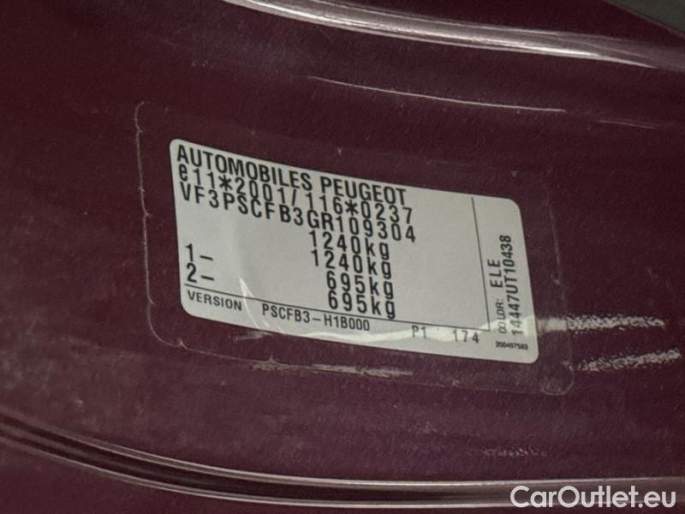 AUTOMOBILES PEUGEOT
e11*2001/116*0237
VF3PSCFB3GR109304
1240kg
1- 1240kg
2- 695kg
695kg
VERSION PSCFB3-H1B000 P1 174
COLOR: ELE
14447UT10438
CarOutlet.eu